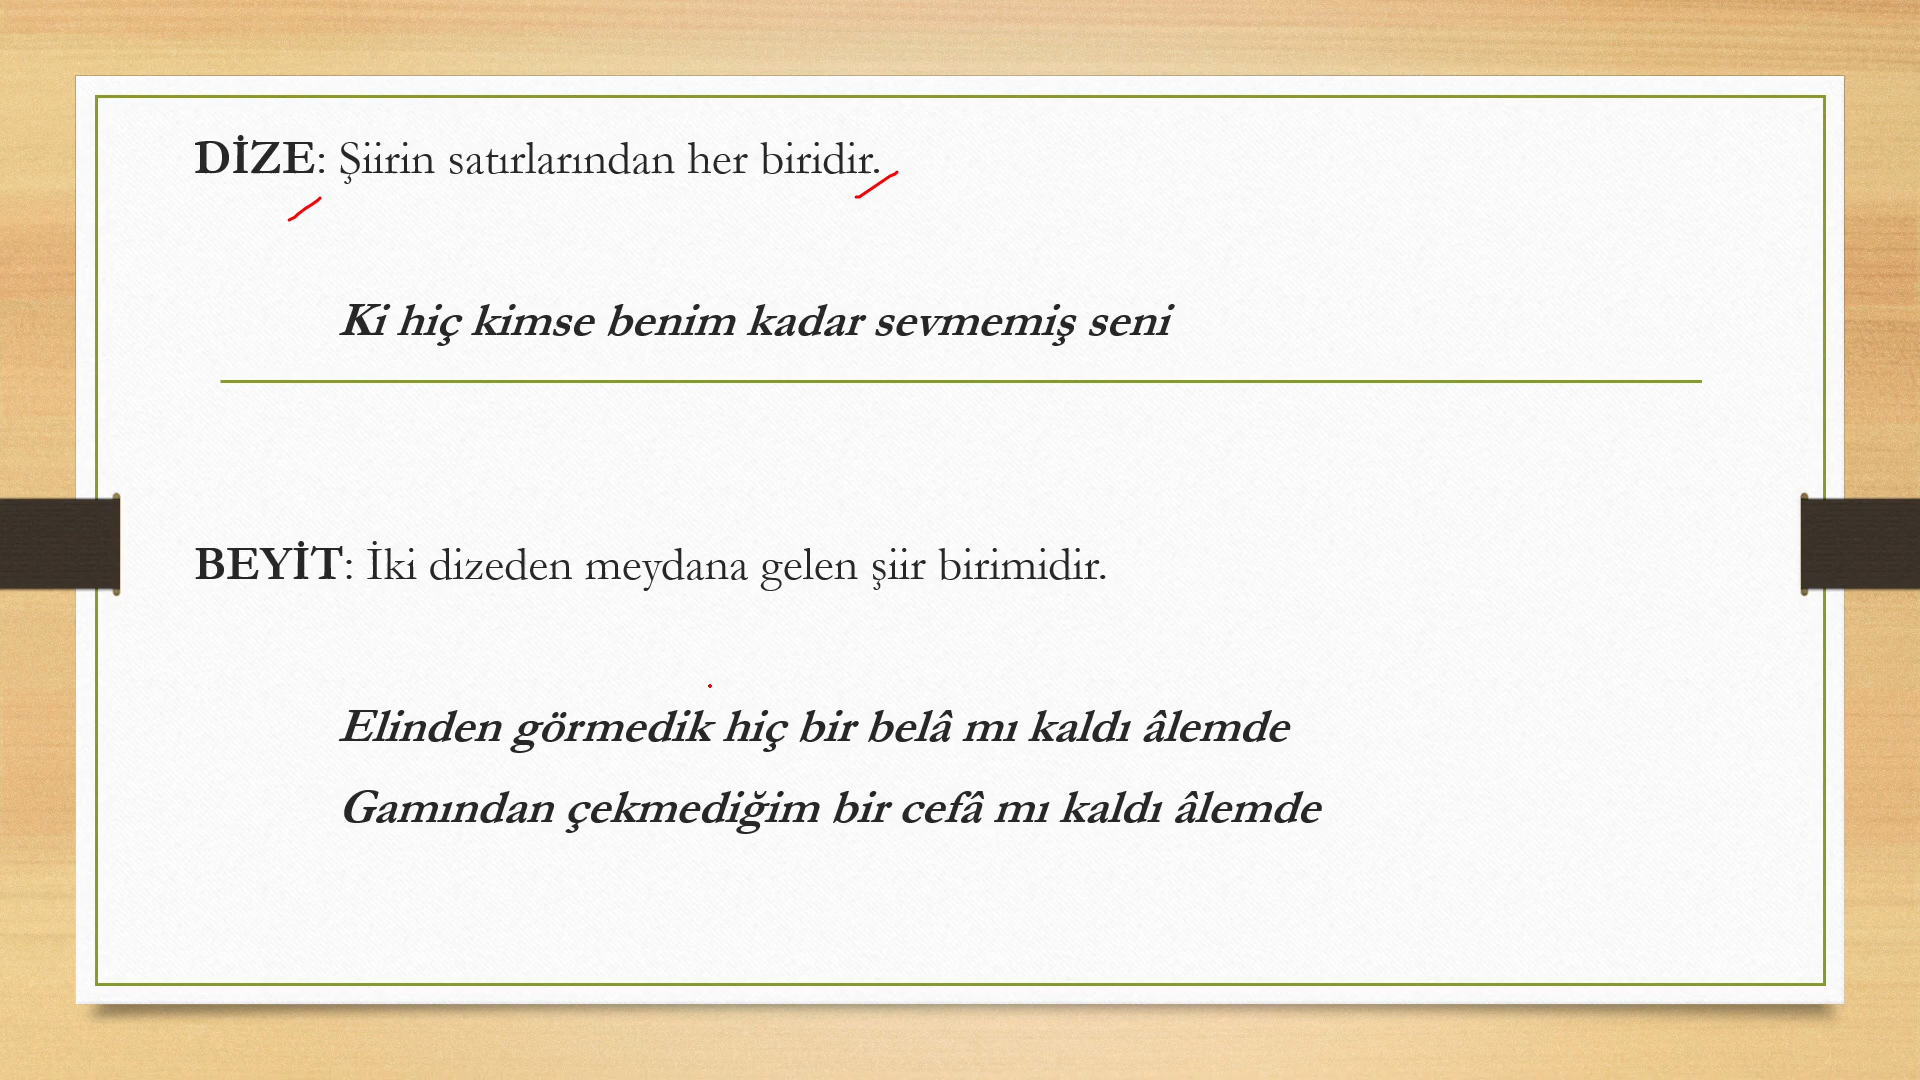 DİZE: Şiirin satırlarından her biridir.
Ki hiç kimse benim kadar sevmemiş seni
BEYİT: İki dizeden meydana gelen şiir birimidir.
Elinden görmedik hiç bir belâ mı kaldı âlemde
Gamından çekmediğim bir cefâ mı kaldı âlemde